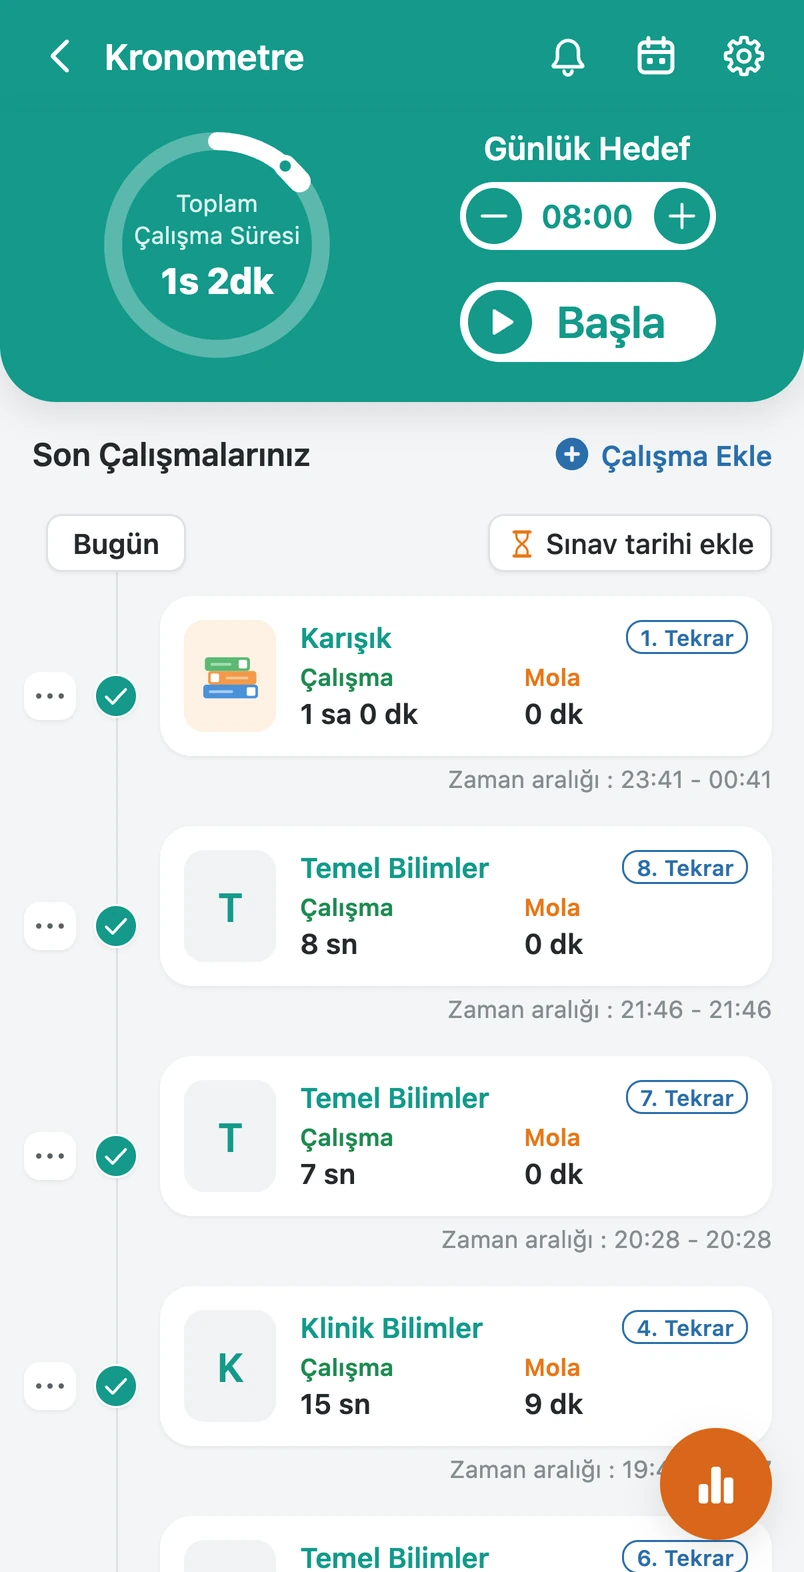 Kronometre
Toplam
Çalışma Süresi
1s 2dk
Günlük Hedef
08:00
Başla
Son Çalışmalarınız
Çalışma Ekle
Bugün
Sınav tarihi ekle
Karışık
1. Tekrar
Çalışma
Mola
1 sa 0 dk
0 dk
Zaman aralığı : 23:41 - 00:41
T
Temel Bilimler
8. Tekrar
Çalışma
Mola
8 sn
0 dk
Zaman aralığı : 21:46 - 21:46
T
Temel Bilimler
7. Tekrar
Çalışma
Mola
7 sn
0 dk
Zaman aralığı : 20:28 - 20:28
K
Klinik Bilimler
4. Tekrar
Çalışma
Mola
15 sn
9 dk
Zaman aralığı : 19:4
Temel Bilimler
6. Tekrar